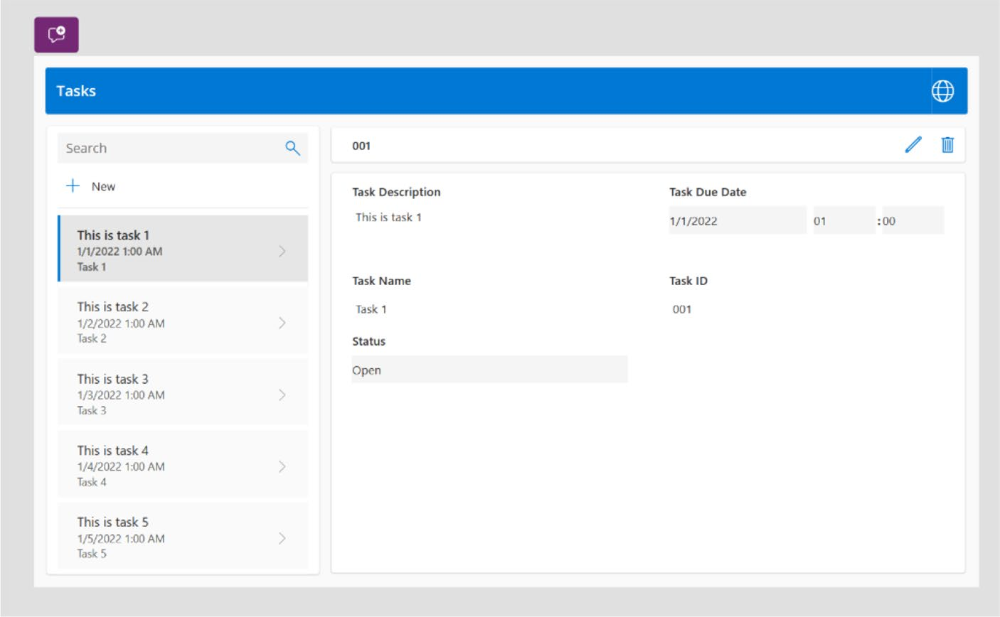 Tasks
Search
New
This is task 1
1/1/2022 1:00 AM
Task 1
This is task 2
1/2/2022 1:00 AM
Task 2
This is task 3
1/3/2022 1:00 AM
Task 3
This is task 4
1/4/2022 1:00 AM
Task 4
This is task 5
1/5/2022 1:00 AM
Task 5
001
Task Description
This is task 1
Task Due Date
1/1/2022 01 :00
Task Name
Task 1
Task ID
001
Status
Open